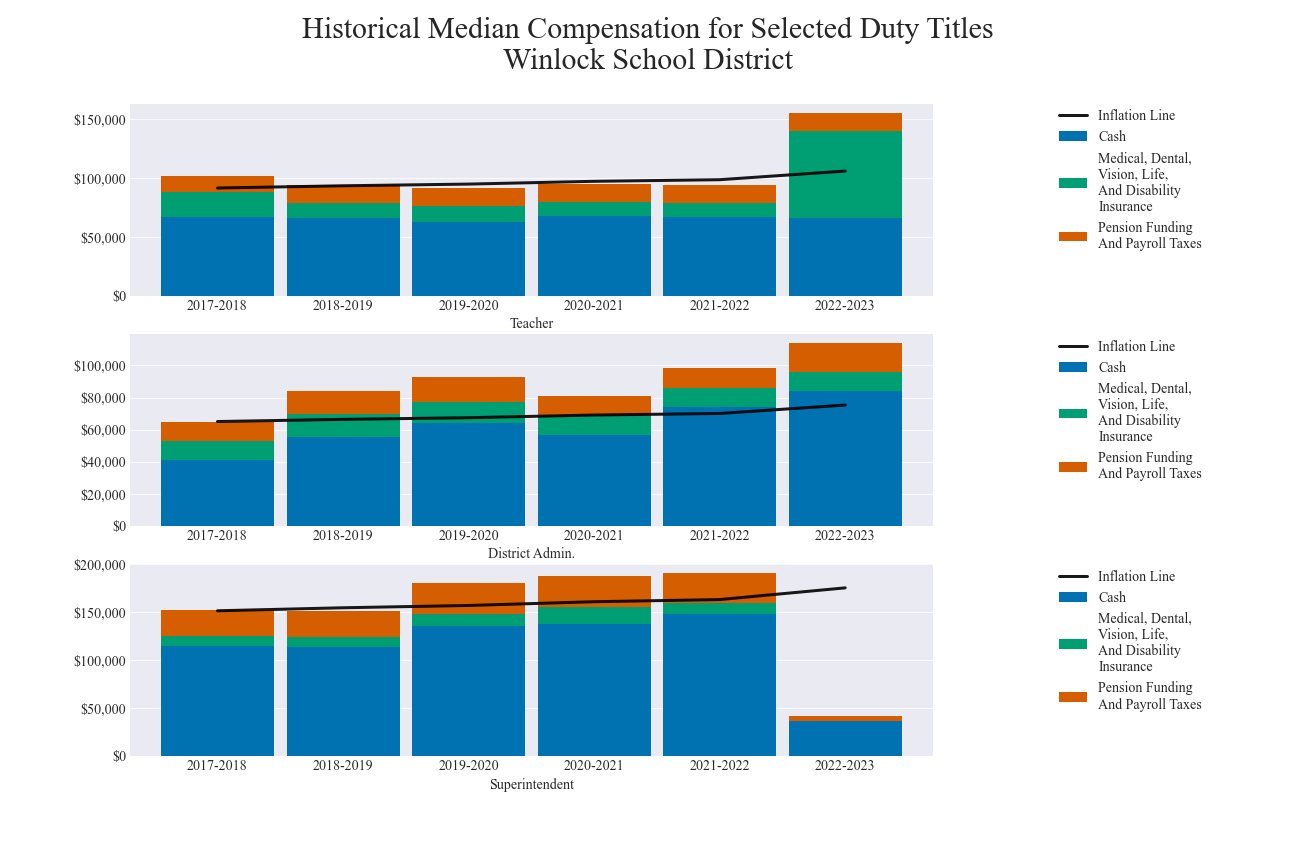 Historical Median Compensation for Selected Duty Titles
Winlock School District
$150,000
$100,000
$50,000
$0
2017-2018 2018-2019 2019-2020 2020-2021 2021-2022 2022-2023
Teacher
Inflation Line
Cash
Medical, Dental,
Vision, Life,
And Disability
Insurance
Pension Funding
And Payroll Taxes
$100,000
$80,000
$60,000
$40,000
$20,000
$0
2017-2018 2018-2019 2019-2020 2020-2021 2021-2022 2022-2023
District Admin.
Inflation Line
Cash
Medical, Dental,
Vision, Life,
And Disability
Insurance
Pension Funding
And Payroll Taxes
$200,000
$150,000
$100,000
$50,000
$0
2017-2018 2018-2019 2019-2020 2020-2021 2021-2022 2022-2023
Superintendent
Inflation Line
Cash
Medical, Dental,
Vision, Life,
And Disability
Insurance
Pension Funding
And Payroll Taxes